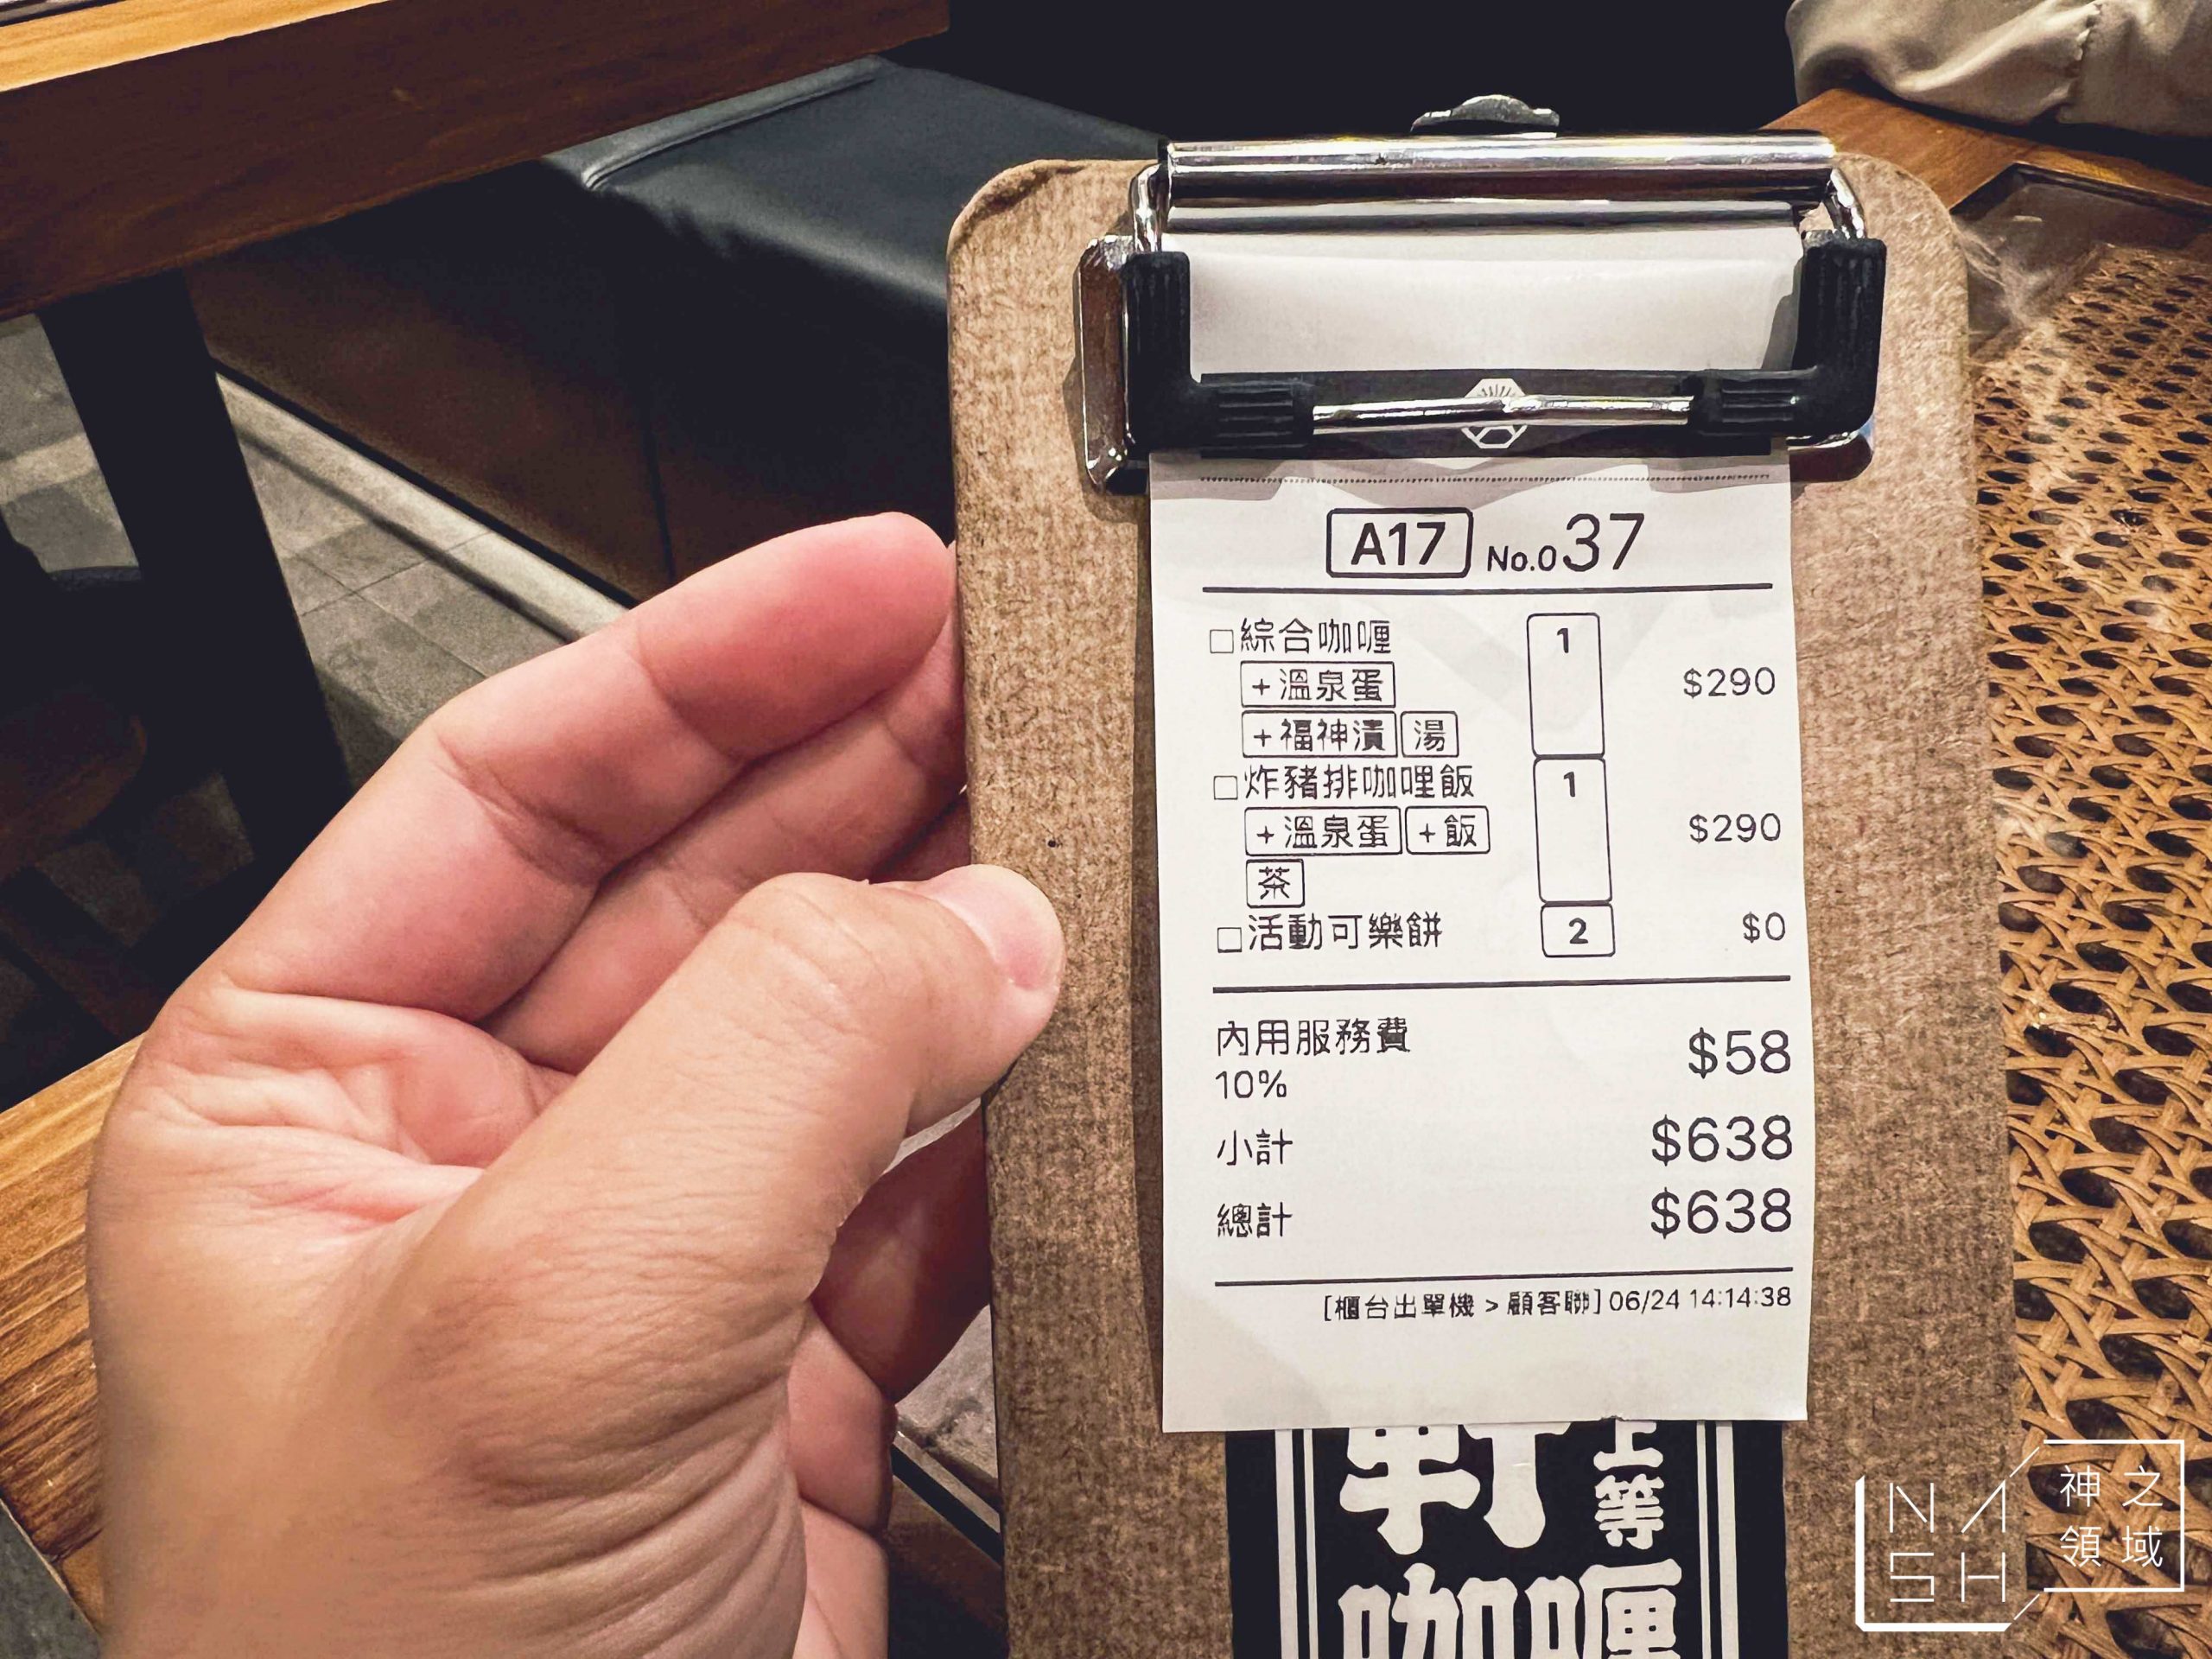 A17 No.037
□綜合咖喱 1
+溫泉蛋 $290
+福神漬 湯
□炸豬排咖哩飯 1
+溫泉蛋 +飯 $290
茶
□活動可樂餅 2 $0
內用服務費 $58
10%
小計 $638
總計 $638
[櫃台出單機 > 顧客聯] 06/24 14:14:38
軒 上等
咖喱
NASH
神之
領域